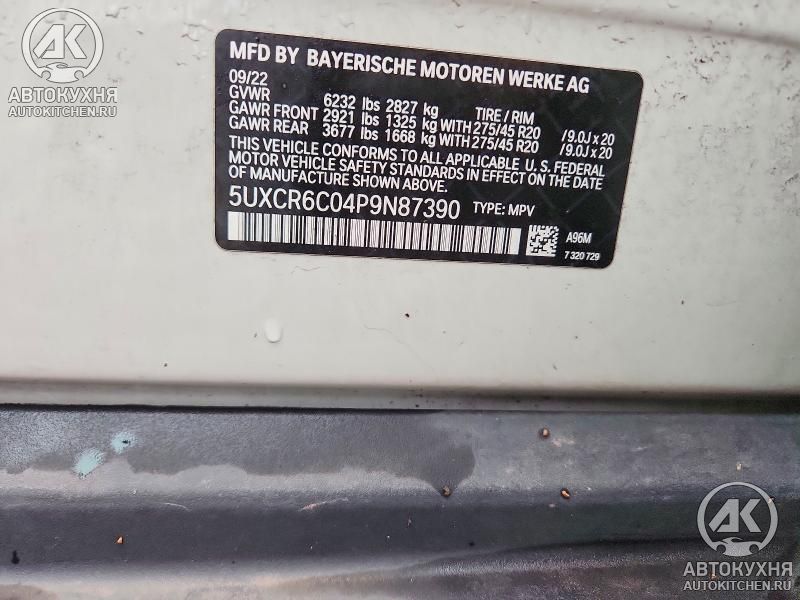 AK
АВТОКУХНЯ
AUTOKITCHEN.RU
MFD BY BAYERISCHE MOTOREN WERKE AG
09/22
GVWR 6232 lbs 2827 kg TIRE / RIM
GAWR FRONT 2921 lbs 1325 kg WITH 275/45 R20 /9.0J x 20
GAWR REAR 3677 lbs 1668 kg WITH 275/45 R20 /9.0J x 20
THIS VEHICLE CONFORMS TO ALL APPLICABLE U. S. FEDERAL
MOTOR VEHICLE SAFETY STANDARDS IN EFFECT ON THE DATE
OF MANUFACTURE SHOWN ABOVE.
5UXCR6C04P9N87390 TYPE: MPV
A96M
7 320 729
AK
АВТОКУХНЯ
AUTOKITCHEN.RU